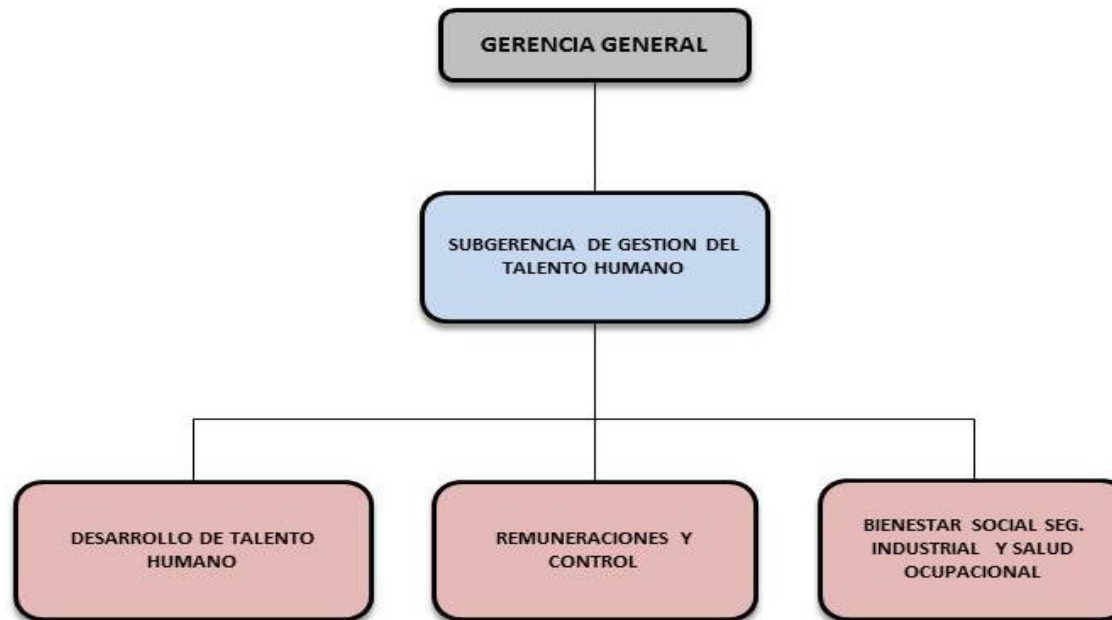 GERENCIA GENERAL
SUBGERENCIA DE GESTION DEL
TALENTO HUMANO
DESARROLLO DE TALENTO
HUMANO
REMUNERACIONES Y
CONTROL
BIENESTAR SOCIAL SEG.
INDUSTRIAL Y SALUD
OCUPACIONAL